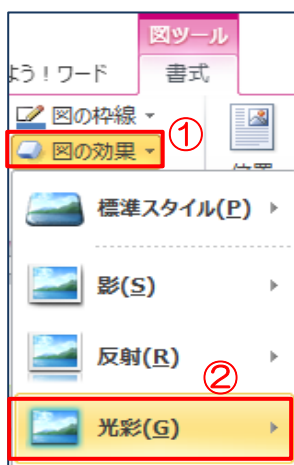 図ツール
よう！ワード 書式
図の枠線
①
図の効果
標準スタイル(P)
影(S)
反射(R)
②
光彩(G)